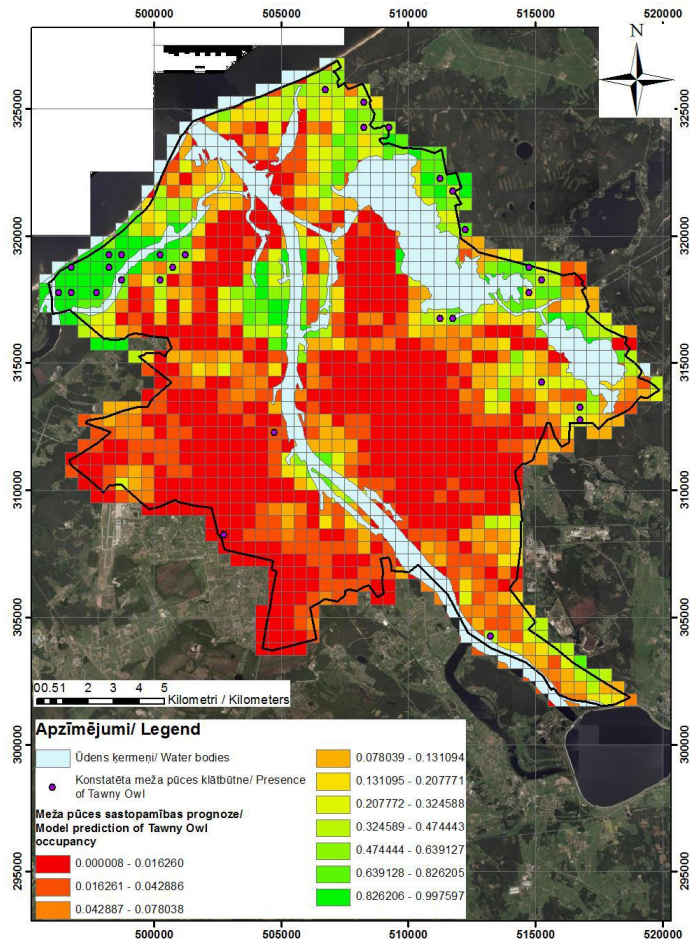 500000
505000
510000
515000
520000
N
325000
325000
320000
320000
315000
315000
310000
310000
305000
305000
300000
300000
295000
295000
00.51 2 3 4 5
Kilometri / Kilometers
Apzīmējumi/ Legend
Ūdens ķermeņi/ Water bodies
Konstatēta meža pūces klātbūtne/ Presence
of Tawny Owl
Meža pūces sastopamības prognoze/
Model prediction of Tawny Owl
occupancy
0.000008 - 0.016260
0.016261 - 0.042886
0.042887 - 0.078038
0.078039 - 0.131094
0.131095 - 0.207771
0.207772 - 0.324588
0.324589 - 0.474443
0.474444 - 0.639127
0.639128 - 0.826205
0.826206 - 0.997597
500000
505000
510000
515000
520000